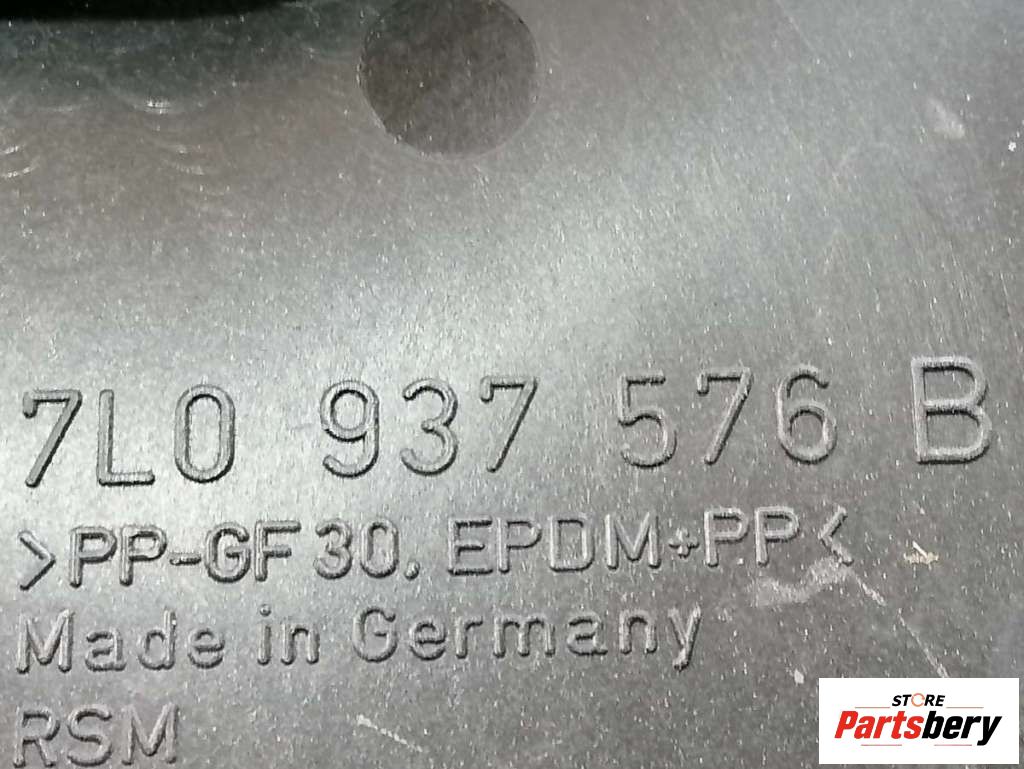 7L0 937 576 B
>PP-GF30. EPDM+PP<
Made in Germany
RSM
STORE
Partsbery